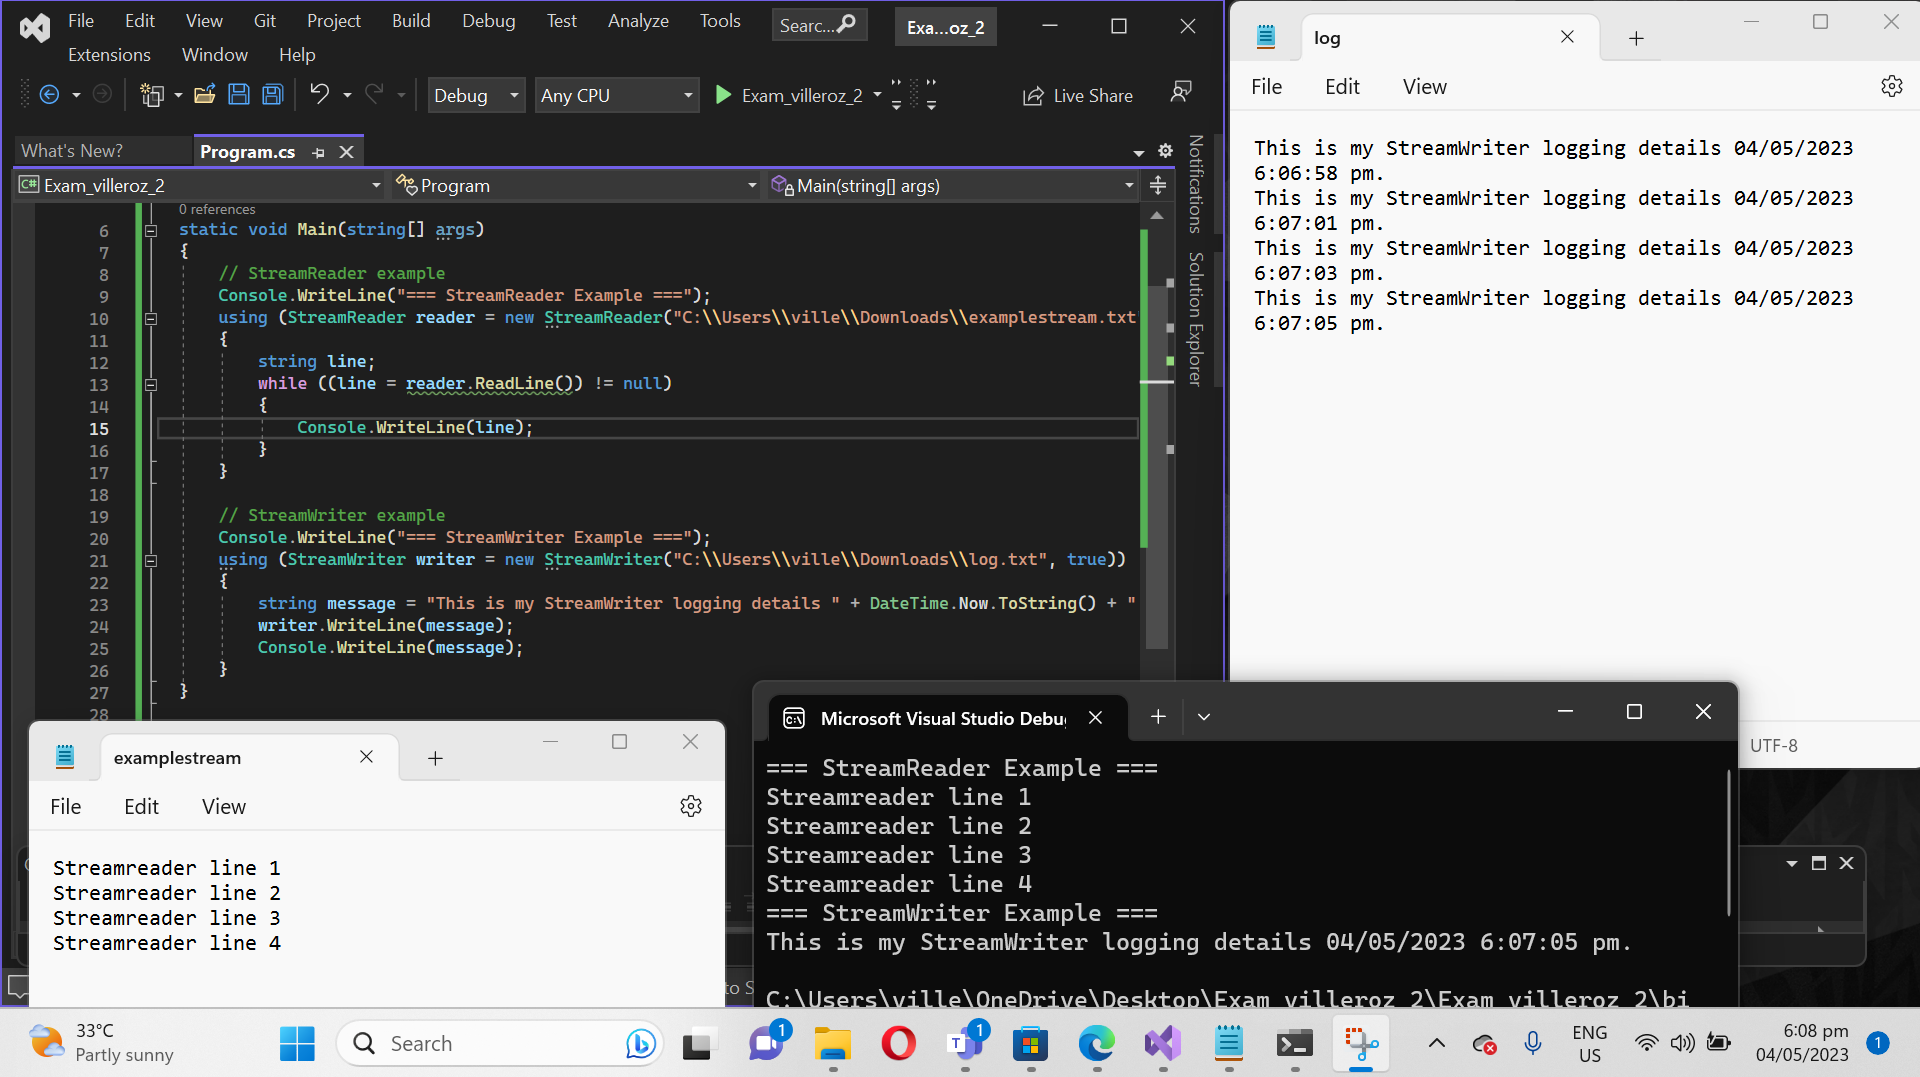 File Edit View Git Project Build Debug Test Analyze Tools Searc... Exa...oz_2
Extensions Window Help
Debug Any CPU Exam_villeroz_2 Live Share
What's New? Program.cs
C# Exam_villeroz_2 Program Main(string[] args)
0 references
6 static void Main(string[] args)
7 {
8 // StreamReader example
9 Console.WriteLine("=== StreamReader Example ===");
10 using (StreamReader reader = new StreamReader("C:\\Users\\ville\\Downloads\\examplestream.txt
11 {
12 string line;
13 while ((line = reader.ReadLine()) != null)
14 {
15 Console.WriteLine(line);
16 }
17 }
18
19 // StreamWriter example
20 Console.WriteLine("=== StreamWriter Example ===");
21 using (StreamWriter writer = new StreamWriter("C:\\Users\\ville\\Downloads\\log.txt", true))
22 {
23 string message = "This is my StreamWriter logging details " + DateTime.Now.ToString() + "
24 writer.WriteLine(message);
25 Console.WriteLine(message);
26 }
27 }
28
Notifications
Solution Explorer
log
File Edit View
This is my StreamWriter logging details 04/05/2023
6:06:58 pm.
This is my StreamWriter logging details 04/05/2023
6:07:01 pm.
This is my StreamWriter logging details 04/05/2023
6:07:03 pm.
This is my StreamWriter logging details 04/05/2023
6:07:05 pm.
UTF-8
examplestream
File Edit View
Streamreader line 1
Streamreader line 2
Streamreader line 3
Streamreader line 4
Microsoft Visual Studio Debu
=== StreamReader Example ===
Streamreader line 1
Streamreader line 2
Streamreader line 3
Streamreader line 4
=== StreamWriter Example ===
This is my StreamWriter logging details 04/05/2023 6:07:05 pm.
C:\Users\ville\OneDrive\Desktop\Exam_villeroz_2\Exam_villeroz_2\bi
to S
33°C
Partly sunny
Search
1
1
ENG
US
6:08 pm
04/05/2023
1